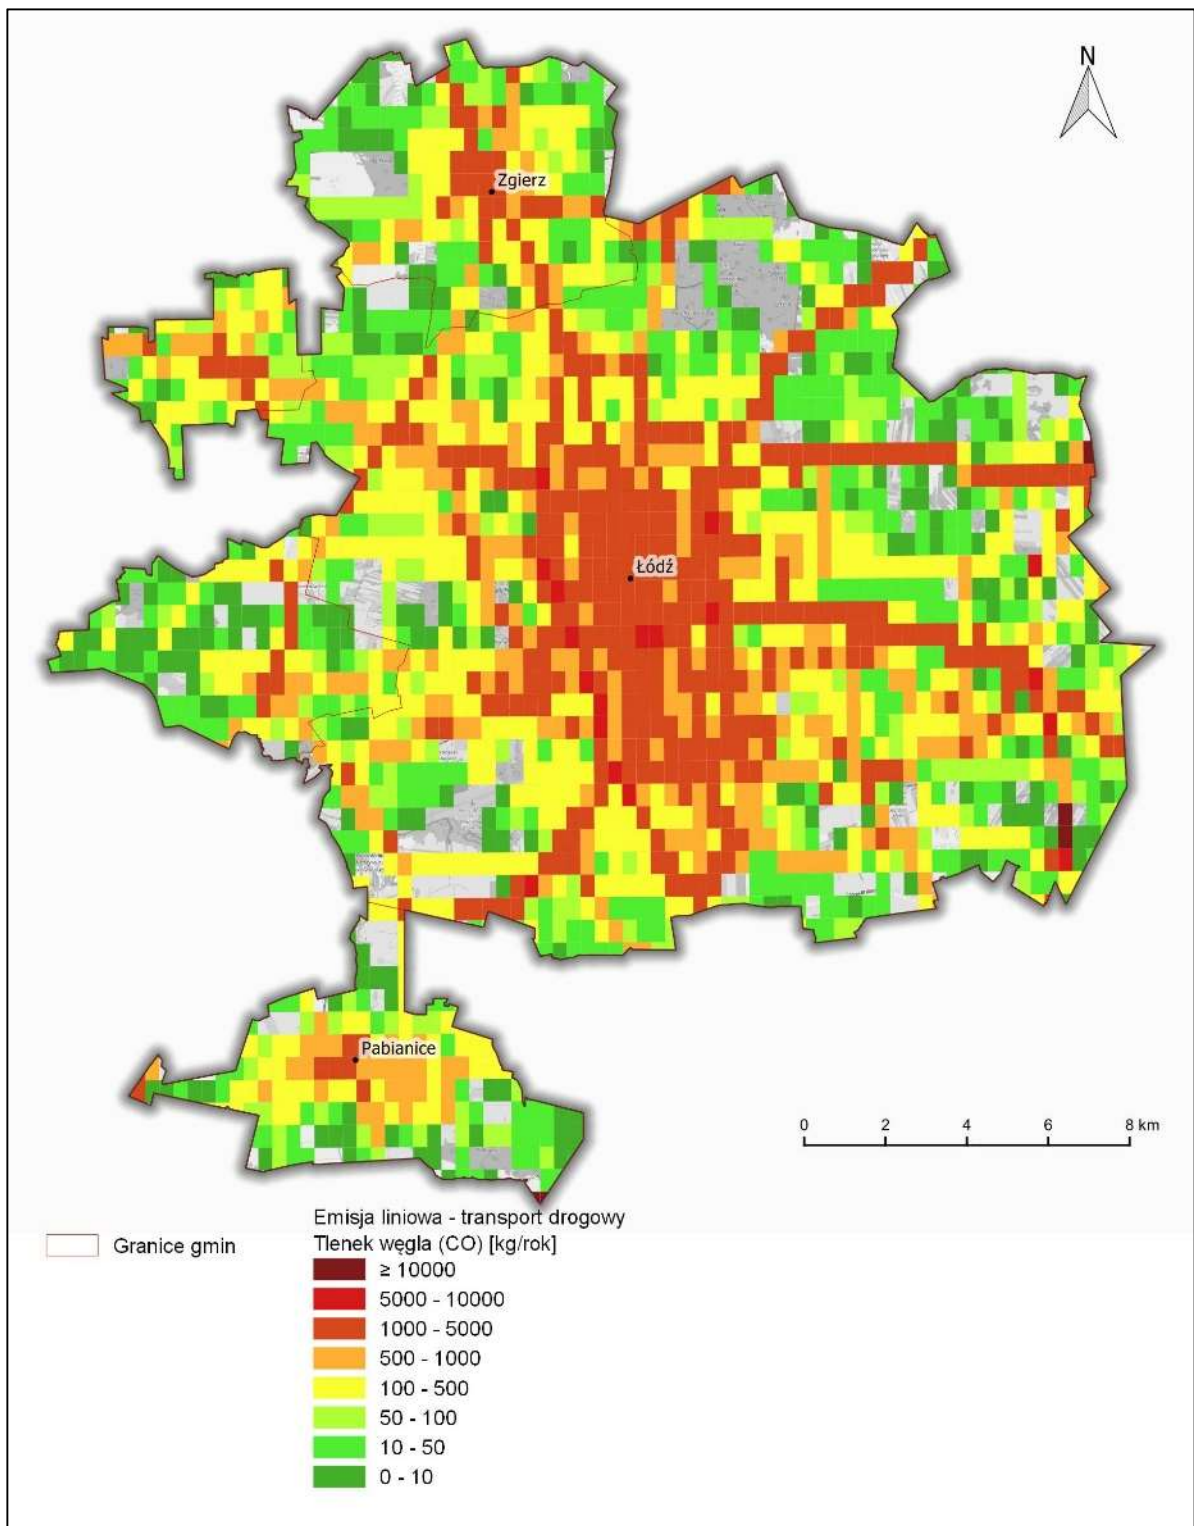 N
Zgierz
Łódź
Pabianice
0 2 4 6 8 km
Emisja liniowa - transport drogowy
Granice gmin
Tlenek węgla (CO) [kg/rok]
≥ 10000
5000 - 10000
1000 - 5000
500 - 1000
100 - 500
50 - 100
10 - 50
0 - 10